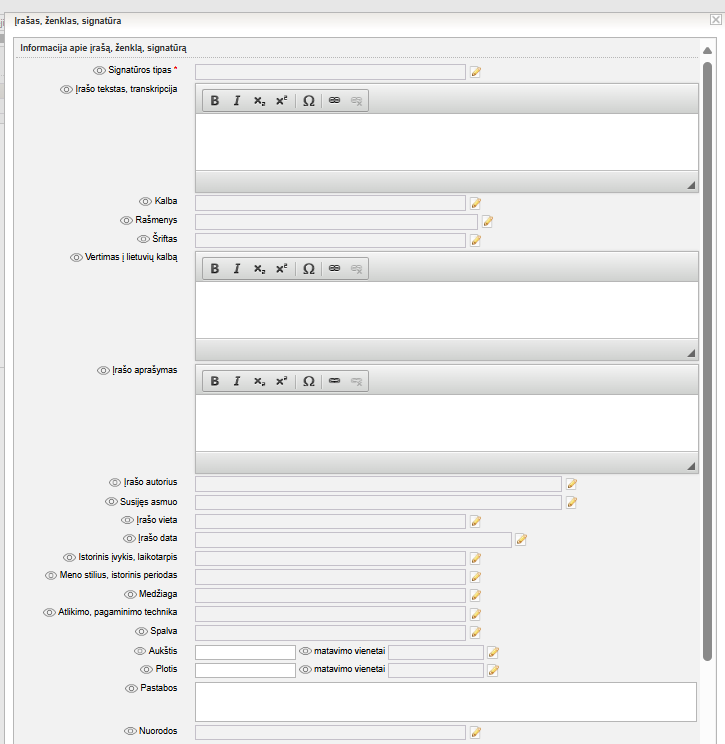 Įrašas, ženklas, signatūra
Informacija apie įrašą, ženklą, signatūrą
Signatūros tipas *
Įrašo tekstas, transkripcija
B I x₂ x² Ω
Kalba
Rašmenys
Šriftas
Vertimas į lietuvių kalbą
B I x₂ x² Ω
Įrašo aprašymas
B I x₂ x² Ω
Įrašo autorius
Susijęs asmuo
Įrašo vieta
Įrašo data
Istorinis įvykis, laikotarpis
Meno stilius, istorinis periodas
Medžiaga
Atlikimo, pagaminimo technika
Spalva
Aukštis matavimo vienetai
Plotis matavimo vienetai
Pastabos
Nuorodos